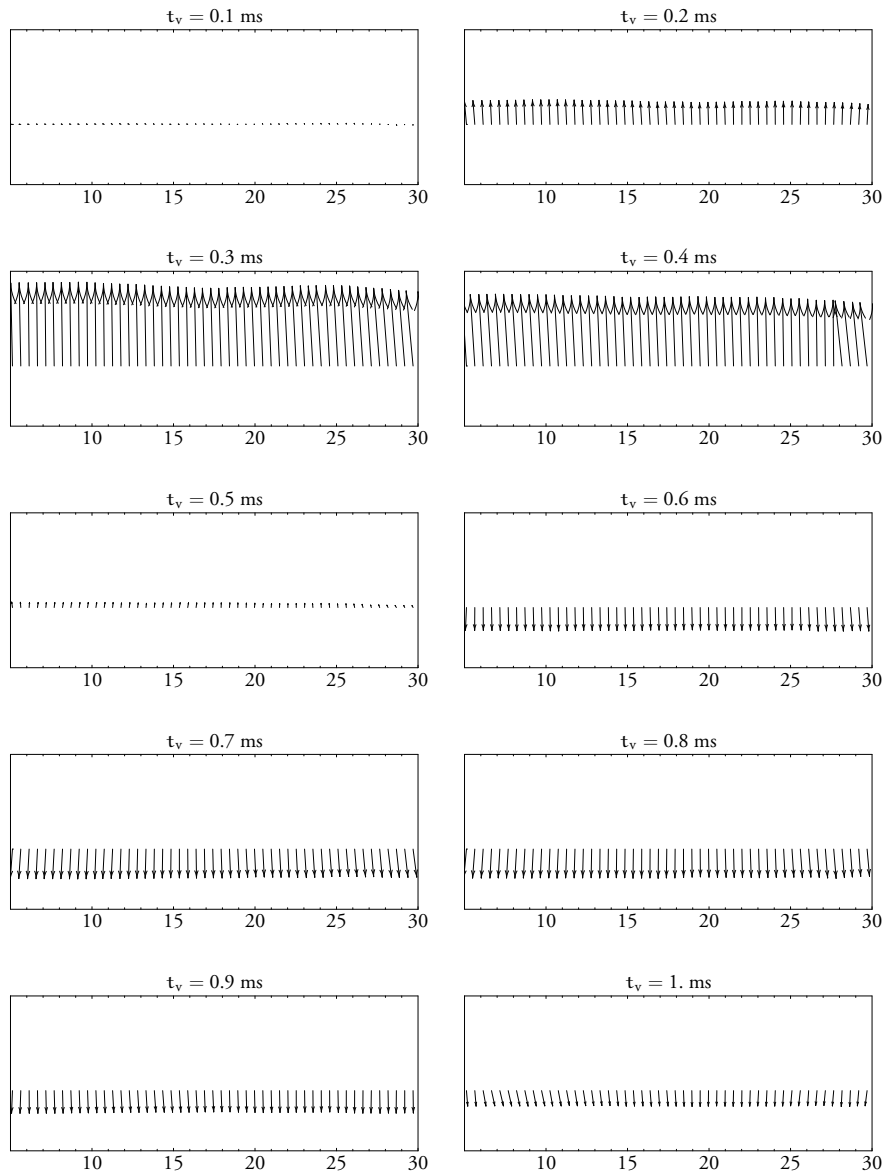 t_v = 0.1 ms
10 15 20 25 30
t_v = 0.2 ms
10 15 20 25 30
t_v = 0.3 ms
10 15 20 25 30
t_v = 0.4 ms
10 15 20 25 30
t_v = 0.5 ms
10 15 20 25 30
t_v = 0.6 ms
10 15 20 25 30
t_v = 0.7 ms
10 15 20 25 30
t_v = 0.8 ms
10 15 20 25 30
t_v = 0.9 ms
10 15 20 25 30
t_v = 1. ms
10 15 20 25 30